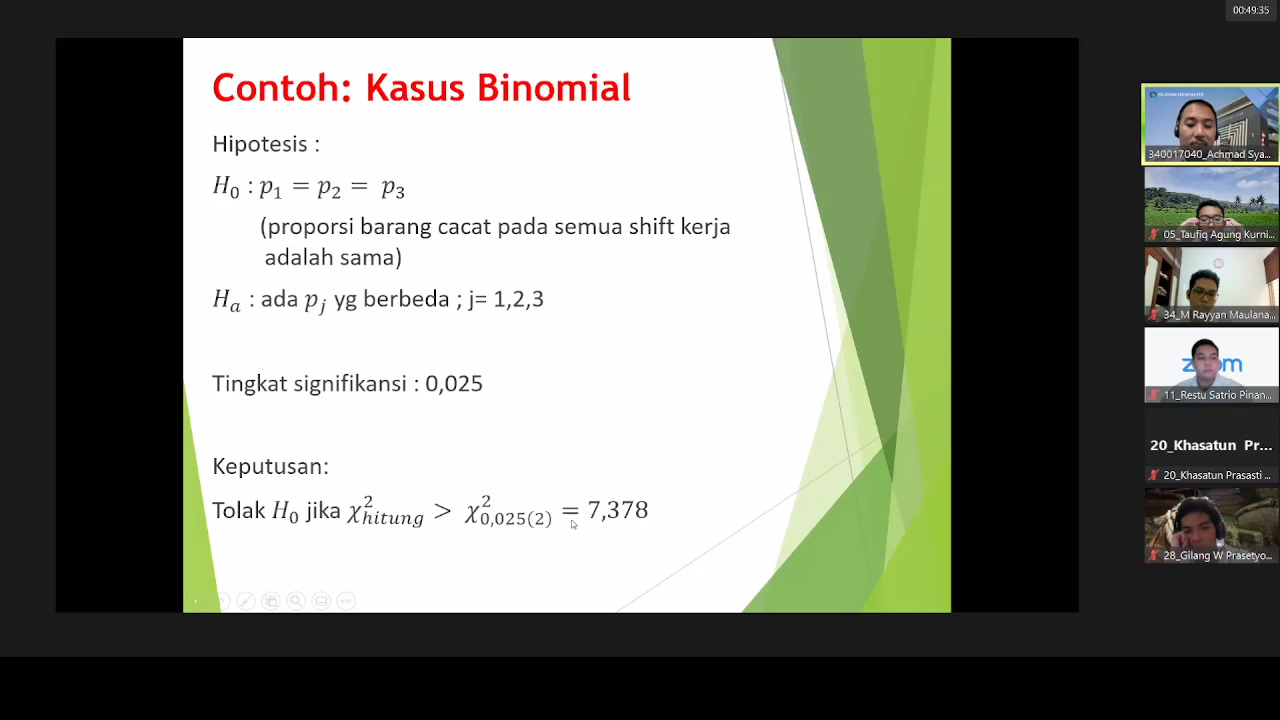 00:49:35
Contoh: Kasus Binomial
Hipotesis :
H₀ : p₁ = p₂ = p₃
(proporsi barang cacat pada semua shift kerja
adalah sama)
Hₐ : ada pⱼ yg berbeda ; j= 1,2,3
Tingkat signifikansi : 0,025
Keputusan:
Tolak H₀ jika χ²hitung > χ²0,025(2) = 7,378
340017040_Achmad Sya...
05_Taufiq Agung Kurni...
34_M Rayyan Maulana...
zoom
11_Restu Satrio Pinan...
20_Khasatun Pr...
20_Khasatun Prasasti
28_Gilang W Prasetyo...